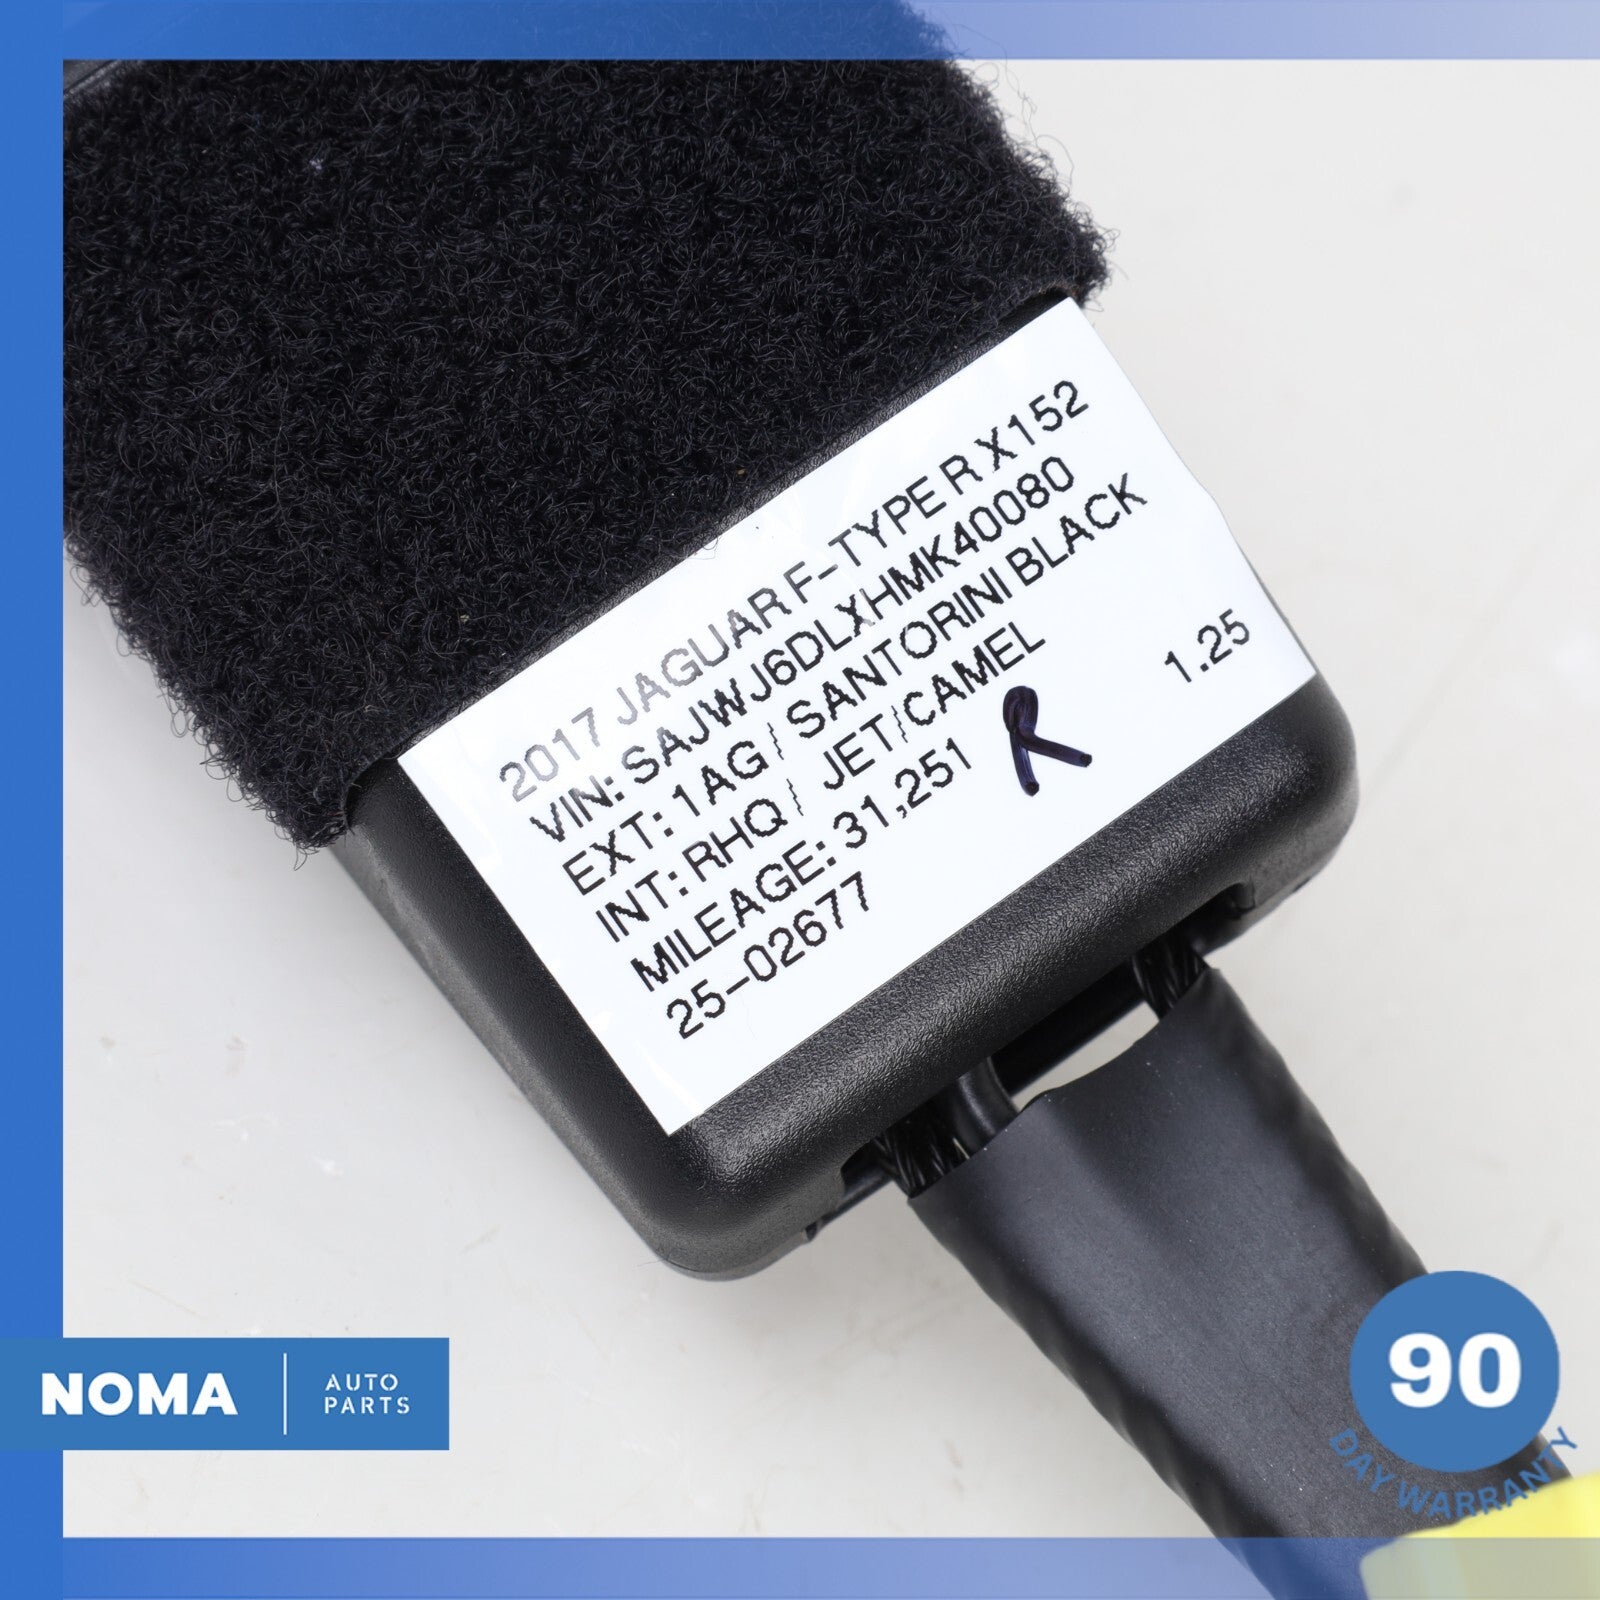 2017 JAGUAR F-TYPE R X152
VIN: SAJWJ6DLXHMK40080
EXT: 1AG / SANTORINI BLACK
INT: RHQ / JET/CAMEL
MILEAGE: 31,251
R
1.25
25-02677
NOMA AUTO PARTS
90
DAY WARRANTY